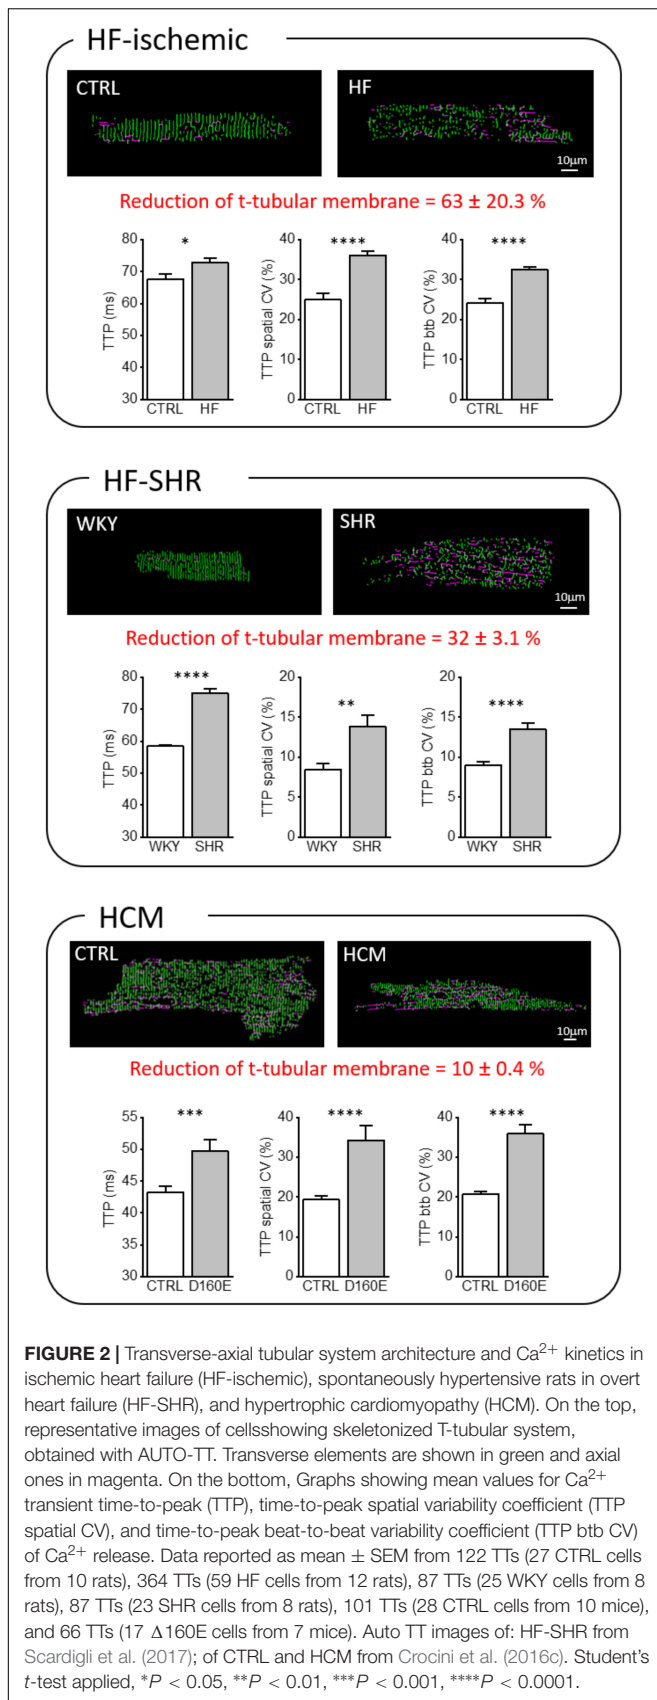 HF-ischemic
CTRL
HF
10μm
Reduction of t-tubular membrane = 63 ± 20.3 %
TTP (ms)
80
70
60
50
40
30
*
CTRL HF
TTP spatial CV (%)
40
30
20
10
0
****
CTRL HF
TTP btb CV (%)
40
30
20
10
0
****
CTRL HF
HF-SHR
WKY
SHR
10μm
Reduction of t-tubular membrane = 32 ± 3.1 %
TTP (ms)
80
70
60
50
40
30
****
WKY SHR
TTP spatial CV (%)
20
15
10
5
0
**
WKY SHR
TTP btb CV (%)
20
15
10
5
0
****
WKY SHR
HCM
CTRL
HCM
10μm
Reduction of t-tubular membrane = 10 ± 0.4 %
TTP (ms)
55
50
45
40
35
30
***
CTRL D160E
TTP spatial CV (%)
40
30
20
10
0
****
CTRL D160E
TTP btb CV (%)
40
30
20
10
0
****
CTRL D160E
FIGURE 2 | Transverse-axial tubular system architecture and Ca²⁺ kinetics in
ischemic heart failure (HF-ischemic), spontaneously hypertensive rats in overt
heart failure (HF-SHR), and hypertrophic cardiomyopathy (HCM). On the top,
representative images of cellsshowing skeletonized T-tubular system,
obtained with AUTO-TT. Transverse elements are shown in green and axial
ones in magenta. On the bottom, Graphs showing mean values for Ca²⁺
transient time-to-peak (TTP), time-to-peak spatial variability coefficient (TTP
spatial CV), and time-to-peak beat-to-beat variability coefficient (TTP btb CV)
of Ca²⁺ release. Data reported as mean ± SEM from 122 TTs (27 CTRL cells
from 10 rats), 364 TTs (59 HF cells from 12 rats), 87 TTs (25 WKY cells from 8
rats), 87 TTs (23 SHR cells from 8 rats), 101 TTs (28 CTRL cells from 10 mice),
and 66 TTs (17 Δ160E cells from 7 mice). Auto TT images of: HF-SHR from
Scardigli et al. (2017); of CTRL and HCM from Crocini et al. (2016c). Student's
t-test applied, *P < 0.05, **P < 0.01, ***P < 0.001, ****P < 0.0001.